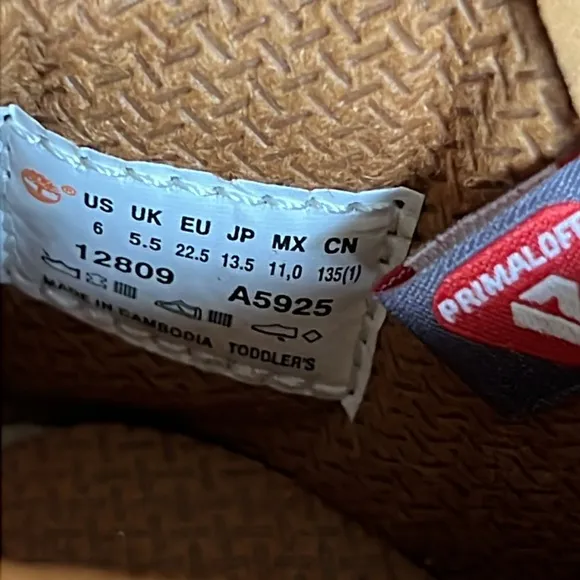 ® US UK EU JP MX CN
6 5.5 22.5 13.5 11,0 135(1)
12809 A5925
MADE IN CAMBODIA TODDLER'S
PRIMALOFT